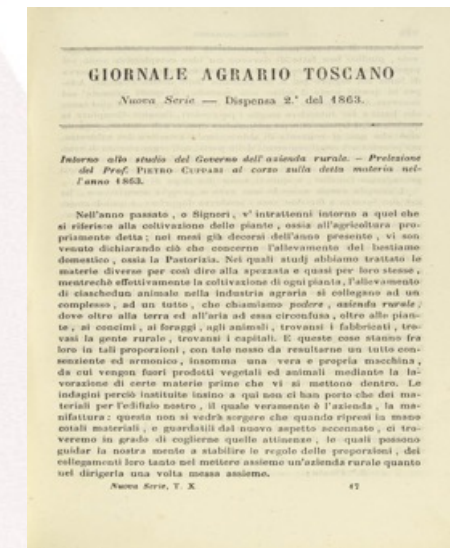 GIORNALE AGRARIO TOSCANO
Nuova Serie — Dispensa 2.ª del 1863.
Intorno allo studio del Governo dell'azienda rurale. — Prelezione
del Prof. PIETRO CUPPARI al corso sulla detta materia nel-
l'anno 1863.
Nell'anno passato, o Signori, v'intrattenni intorno a quel che
si riferisce alla coltivazione delle piante, ossia all'agricoltura pro-
priamente detta; nei mesi già decorsi dell'anno presente, vi son
venuto dichiarando ciò che concerne l'allevamento del bestiame
domestico, ossia la Pastorizia. Nei quali studj abbiamo trattato le
materie diverse per così dire alla spezzata e quasi per loro stesse,
mentrechè effettivamente la coltivazione di ogni pianta, l'allevamento
di ciaschedun animale nella industria agraria si collegano ad un
complesso, ad un tutto, che chiamiamo podere, azienda rurale;
dove oltre alla terra ed all'aria ad essa circonfusa, oltre alle pian-
te, ai concimi, ai foraggi, agli animali, trovansi i fabbricati, tro-
vasi la gente rurale, trovansi i capitali. E queste cose stanno fra
loro in tali proporzioni, con tale nesso da resultarne un tutto con-
senziente ed armonico, insomma una vera e propria macchina,
da cui vengon fuori prodotti vegetali ed animali mediante la la-
vorazione di certe materie prime che vi si mettono dentro. Le
indagini perciò instituite insino a qui non ci han porto che dei ma-
teriali per l'edifizio nostro, il quale veramente è l'azienda, la ma-
nifattura: questa non si vedrà sorgere che quando ripresi in mano
cotali materiali, e guardatili dal nuovo aspetto accennato, ci tro-
veremo in grado di coglierne quelle attinenze, le quali possono
guidar la nostra mente a stabilire le regole delle proporzioni, dei
collegamenti loro tanto nel mettere assieme un'azienda rurale quanto
nel dirigerla una volta messa assieme.
Nuova Serie, T. X 17